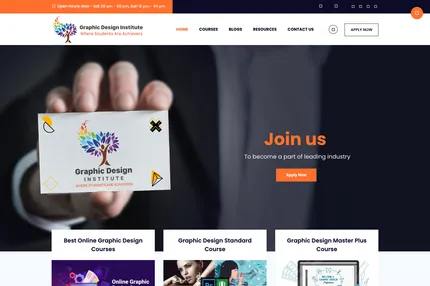 Open Hours: Mon - Sat: 08 am - 08 pm, Sat: 10 pm - 04 pm
Graphic Design Institute
Where Students Are Achievers
HOME
COURSES
BLOGS
RESOURCES
CONTACT US
APPLY NOW
Graphic Design
INSTITUTE
WHERE STUDENTS ARE ACHIEVERS
Join us
To become a part of leading industry
Apply Now
Best Online Graphic Design
Courses
Graphic Design Standard
Course
Graphic Design Master Plus
Course
Online Graphic